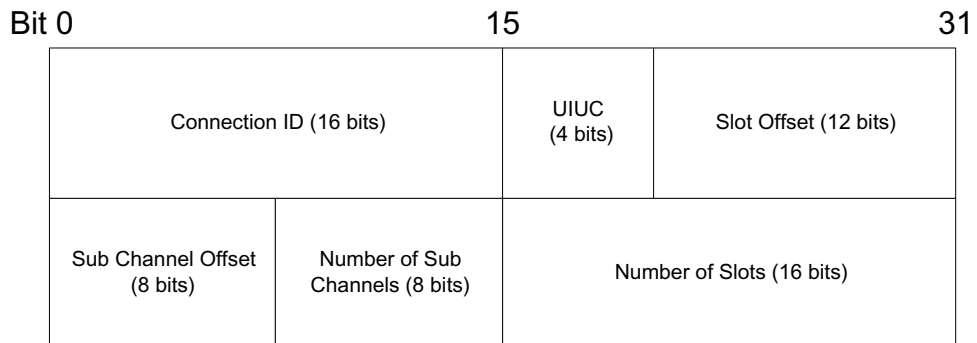 Bit 0 15 31
Connection ID (16 bits)
UIUC
(4 bits)
Slot Offset (12 bits)
Sub Channel Offset
(8 bits)
Number of Sub
Channels (8 bits)
Number of Slots (16 bits)